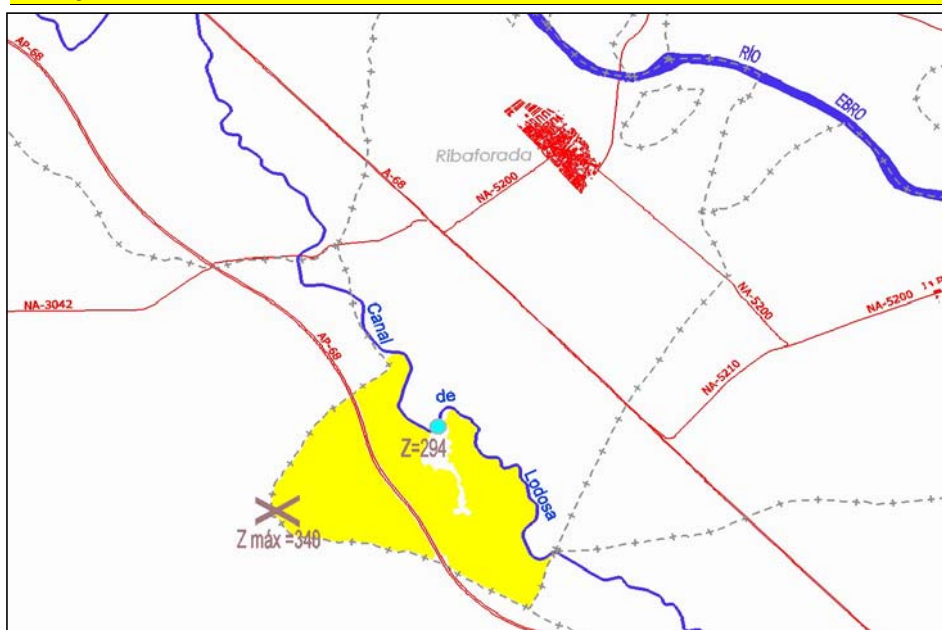 AP-68
RÍO
EBRO
Ribaforada
A-68
NA-5200
NA-3042
NA-5200
NA-5200
Canal
AP-68
NA-5210
de
Z=294
Lodosa
Z máx =340